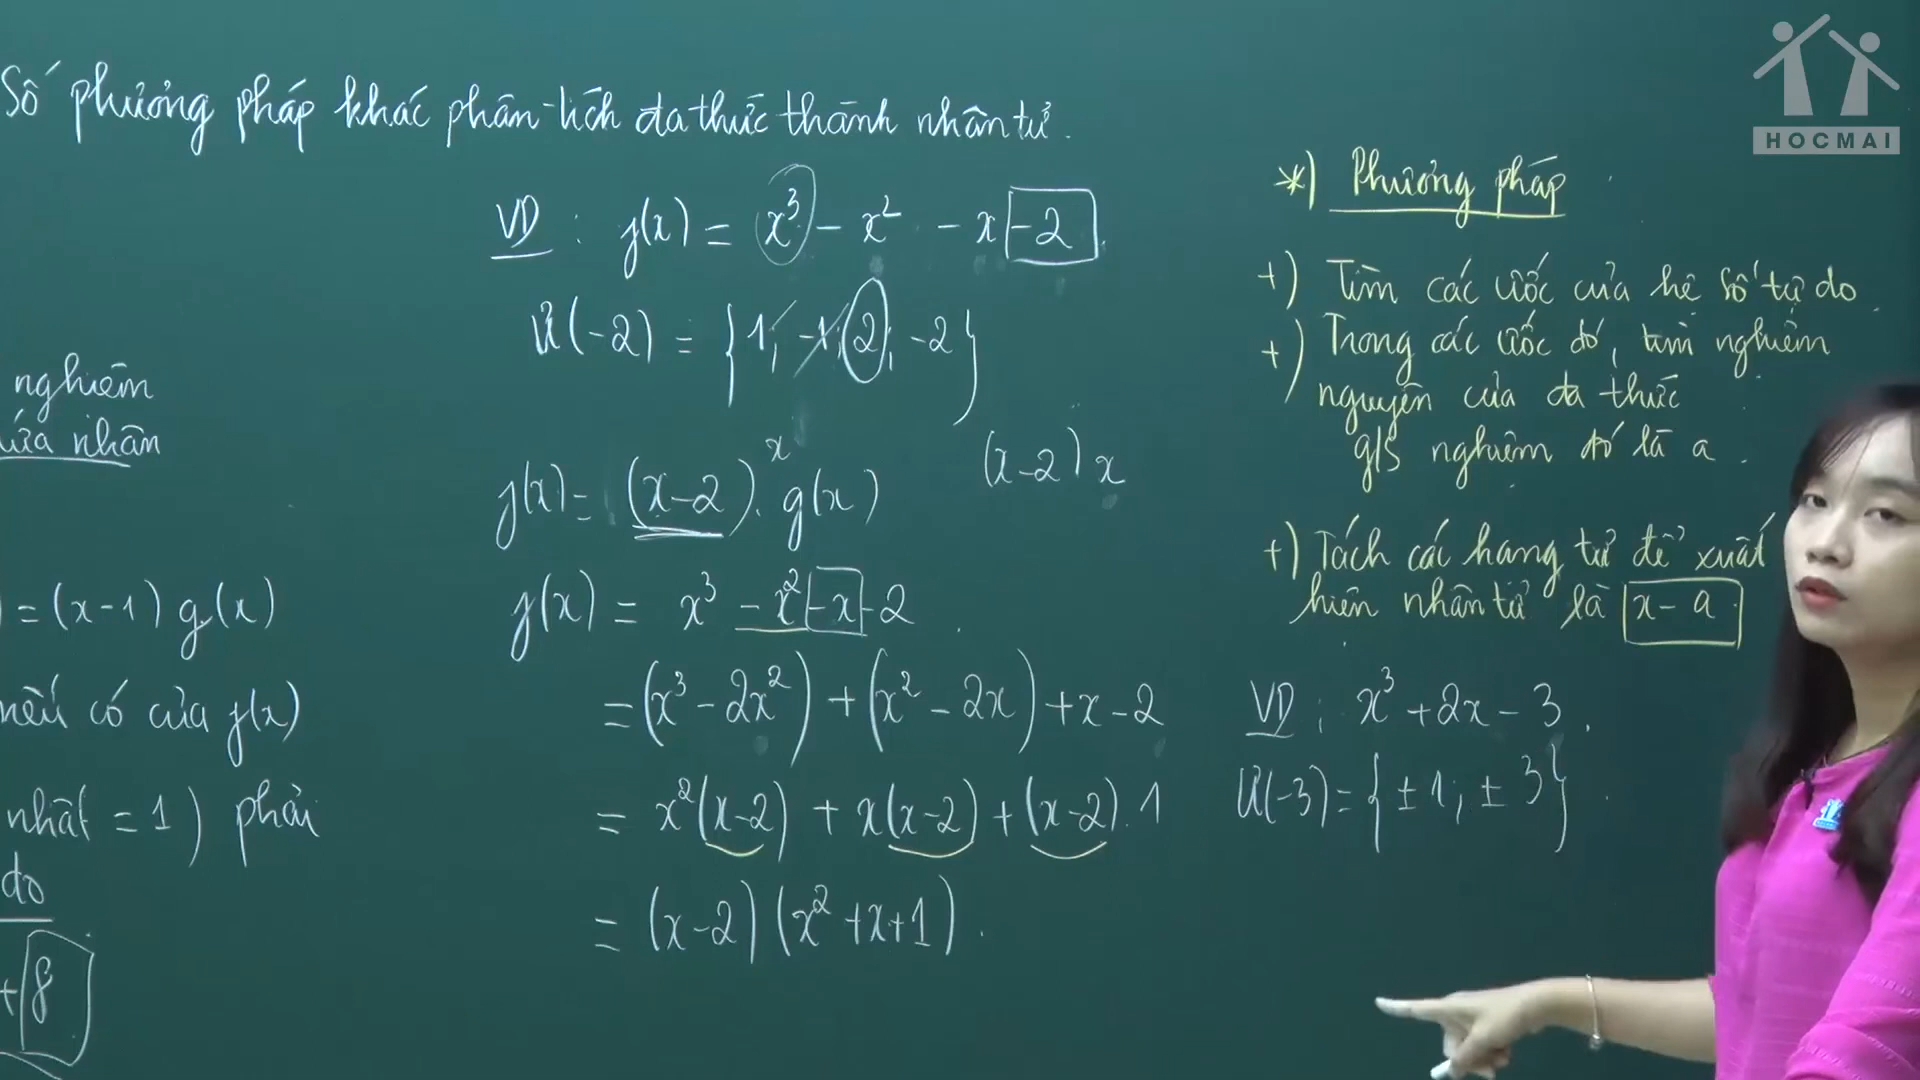 Số phương pháp khác phân tích đa thức thành nhân tử.
VD : f(x) = x³ - x² - x - 2.
Ư(-2) = {1; -1; 2; -2}
x
f(x) = (x-2). g(x)
(x-2) x
f(x) = x³ - x² - x - 2
= (x³ - 2x²) + (x² - 2x) + x - 2
= x²(x-2) + x(x-2) + (x-2). 1
= (x-2)(x² + x + 1).
nghiệm
nhân
) = (x-1) g(x)
nếu có của f(x)
nhất = 1) phải
do
+ 8
HOCMAI
*) Phương pháp
+) Tìm các ước của hệ số tự do.
+) Trong các ước đó, tìm nghiệm
nguyên của đa thức
g/s nghiệm đó là a.
+) Tách các hạng tử để xuất
hiện nhân tử là x - a
VD : x³ + 2x - 3.
Ư(-3) = {± 1; ± 3}